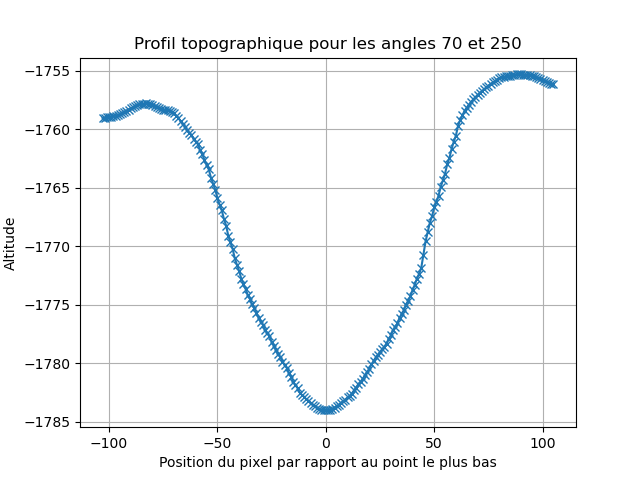 Profil topographique pour les angles 70 et 250
Altitude
−1755
−1760
−1765
−1770
−1775
−1780
−1785
−100 −50 0 50 100
Position du pixel par rapport au point le plus bas